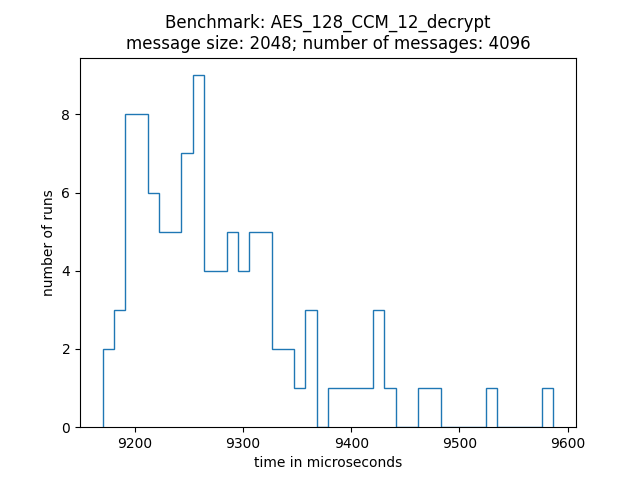 Benchmark: AES_128_CCM_12_decrypt
message size: 2048; number of messages: 4096
8
6
4
2
0
number of runs
9200 9300 9400 9500 9600
time in microseconds